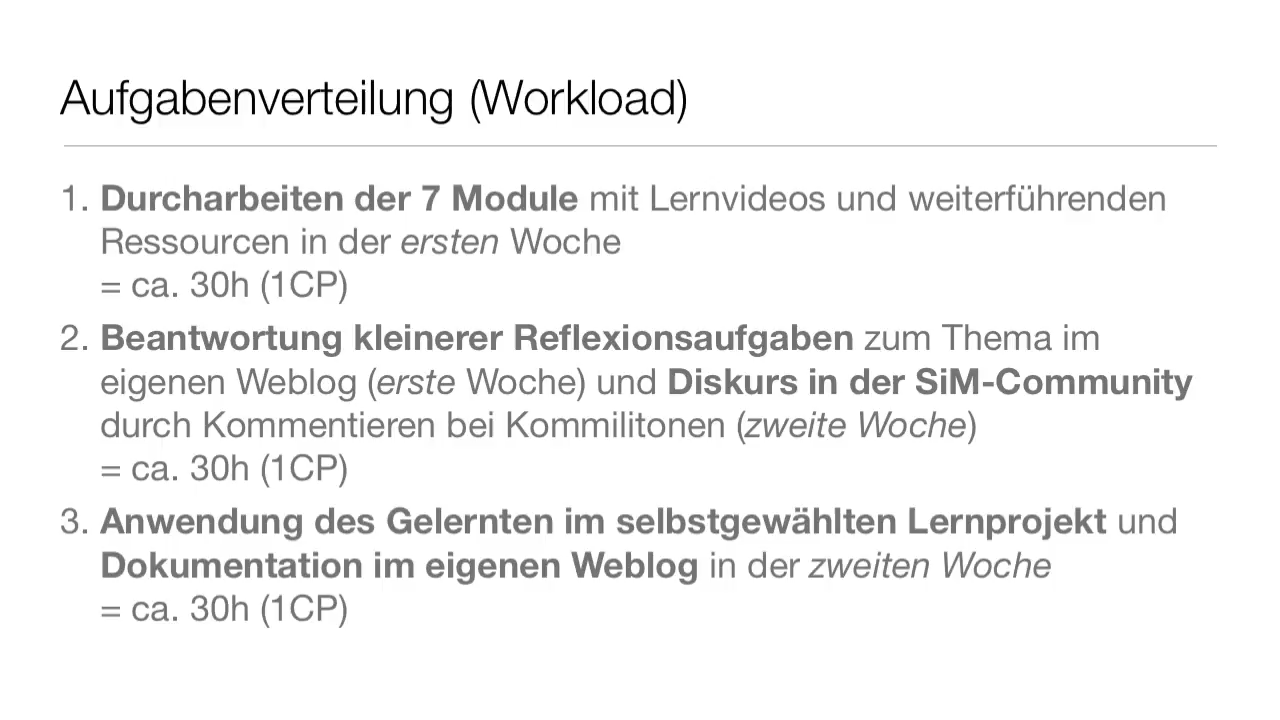 Aufgabenverteilung (Workload)
1. Durcharbeiten der 7 Module mit Lernvideos und weiterführenden
Ressourcen in der ersten Woche
= ca. 30h (1CP)
2. Beantwortung kleinerer Reflexionsaufgaben zum Thema im
eigenen Weblog (erste Woche) und Diskurs in der SiM-Community
durch Kommentieren bei Kommilitonen (zweite Woche)
= ca. 30h (1CP)
3. Anwendung des Gelernten im selbstgewählten Lernprojekt und
Dokumentation im eigenen Weblog in der zweiten Woche
= ca. 30h (1CP)